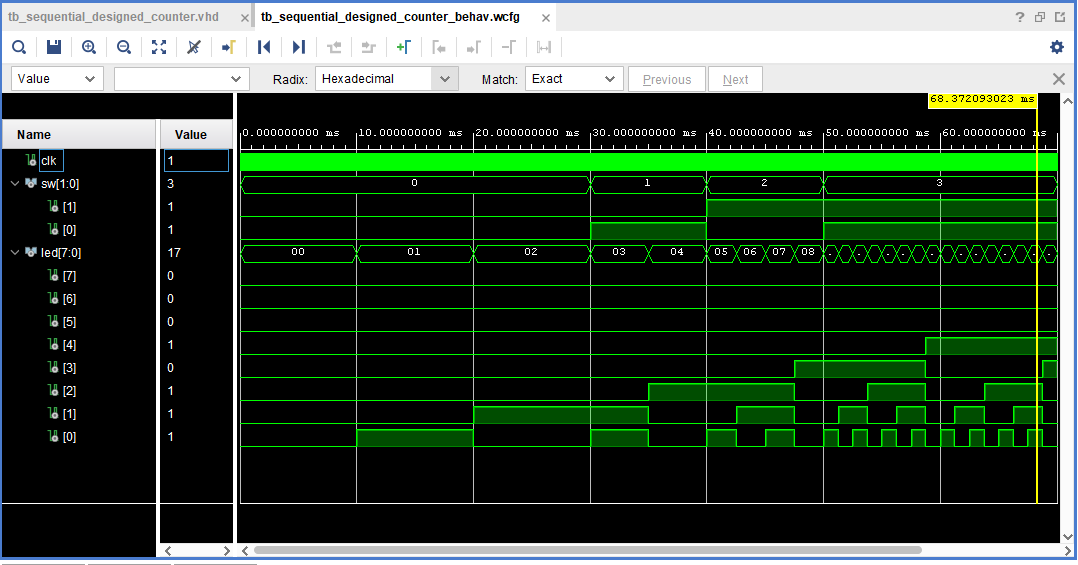 tb_sequential_designed_counter.vhd × tb_sequential_designed_counter_behav.wcfg ×
Value Radix: Hexadecimal Match: Exact Previous Next
68.372093023 ms
Name Value 0.000000000 ms 10.000000000 ms 20.000000000 ms 30.000000000 ms 40.000000000 ms 50.000000000 ms 60.000000000 ms
clk 1
sw[1:0] 3 0 1 2 3
[1] 1
[0] 1
led[7:0] 17 00 01 02 03 04 05 06 07 08
[7] 0
[6] 0
[5] 0
[4] 1
[3] 0
[2] 1
[1] 1
[0] 1